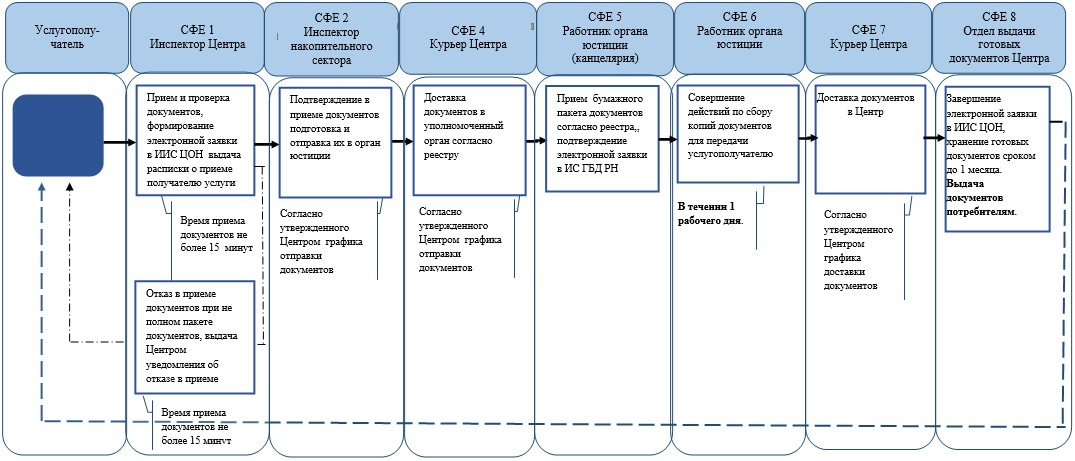 Услугополу-
чатель
СФЕ 1
Инспектор Центра
СФЕ 2
Инспектор
накопительного
сектора
СФЕ 4
Курьер Центра
СФЕ 5
Работник органа
юстиции
(канцелярия)
СФЕ 6
Работник органа
юстиции
СФЕ 7
Курьер Центра
СФЕ 8
Отдел выдачи
готовых
документов Центра
Прием и проверка
документов,
формирование
электронной заявки
в ИИС ЦОН выдача
расписки о приеме
получателю услуги
Время приема
документов не
более 15 минут
Отказ в приеме
документов при не
полном пакете
документов, выдача
Центром
уведомления об
отказе в приеме
Время приема
документов не
более 15 минут
Подтверждение в
приеме документов
подготовка и
отправка их в орган
юстиции
Согласно
утвержденного
Центром графика
отправки
документов
Доставка
документов в
уполномоченый
орган согласно
реестру
Согласно
утвержденного
Центром графика
отправки
документов
Прием бумажного
пакета документов
согласно реестра,,
подтверждение
электронной заявки
в ИС ГБД РН
Совершение
действий по сбору
копий документов
для передачи
услугополучателю
В течении 1
рабочего дня.
Доставка документов
в Центр
Согласно
утвержденного
Центром
графика
доставки
документов
Завершение
электронной заявки
в ИИС ЦОН,
хранение готовых
документов сроком
до 1 месяца.
Выдача
документов
потребителям.